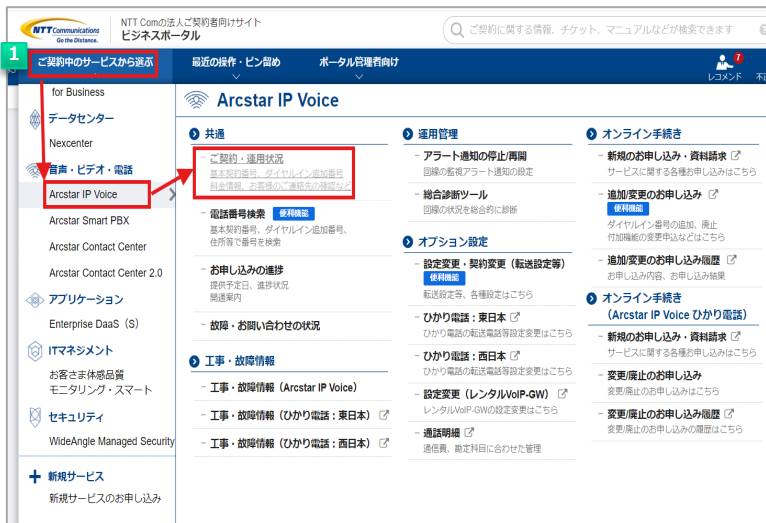 NTT Communications
Go the Distance.
NTT Comの法人ご契約者向けサイト
ビジネスポータル
ご契約に関する情報、チケット、マニュアルなどが検索できます
1
ご契約中のサービスから選ぶ
最近の操作・ピン留め
ポータル管理者向け
7
レコメンド
for Business
データセンター
Nexcenter
音声・ビデオ・電話
Arcstar IP Voice
Arcstar Smart PBX
Arcstar Contact Center
Arcstar Contact Center 2.0
アプリケーション
Enterprise DaaS（S）
ITマネジメント
お客さま体感品質
モニタリング・スマート
セキュリティ
WideAngle Managed Security
新規サービス
新規サービスのお申し込み
Arcstar IP Voice
共通
－ ご契約・運用状況
基本契約番号、ダイヤルイン追加番号
料金情報、お客様のご連絡先の確認など
－ 電話番号検索 便利機能
基本契約番号、ダイヤルイン追加番号、
住所等で番号を検索
－ お申し込みの進捗
提供予定日、進捗状況
開通案内
－ 故障・お問い合わせの状況
工事・故障情報
－ 工事・故障情報（Arcstar IP Voice）
－ 工事・故障情報（ひかり電話：東日本）
－ 工事・故障情報（ひかり電話：西日本）
運用管理
－ アラート通知の停止/再開
回線の監視アラート通知の設定
－ 総合診断ツール
回線の状況を総合的に診断
オプション設定
－ 設定変更・契約変更（転送設定等）
便利機能
転送設定等、各種設定はこちら
－ ひかり電話：東日本
ひかり電話の転送電話等設定変更はこちら
－ ひかり電話：西日本
ひかり電話の転送電話等設定変更はこちら
－ 設定変更（レンタルVoIP-GW）
レンタルVoIP-GWの設定変更はこちら
－ 通話明細
通信費、勘定科目に合わせた管理
オンライン手続き
－ 新規のお申し込み・資料請求
サービスに関する各種お申し込みはこちら
－ 追加/変更のお申し込み
便利機能
ダイヤルイン番号の追加、廃止
付加機能の変更申込などはこちら
－ 追加/変更のお申し込み履歴
お申し込み内容、お申し込み結果
オンライン手続き
（Arcstar IP Voice ひかり電話）
－ 新規のお申し込み・資料請求
サービスに関する各種お申し込みはこちら
－ 変更/廃止のお申し込み
変更/廃止のお申し込みはこちら
－ 変更/廃止のお申し込み履歴
変更/廃止のお申し込みの履歴はこちら